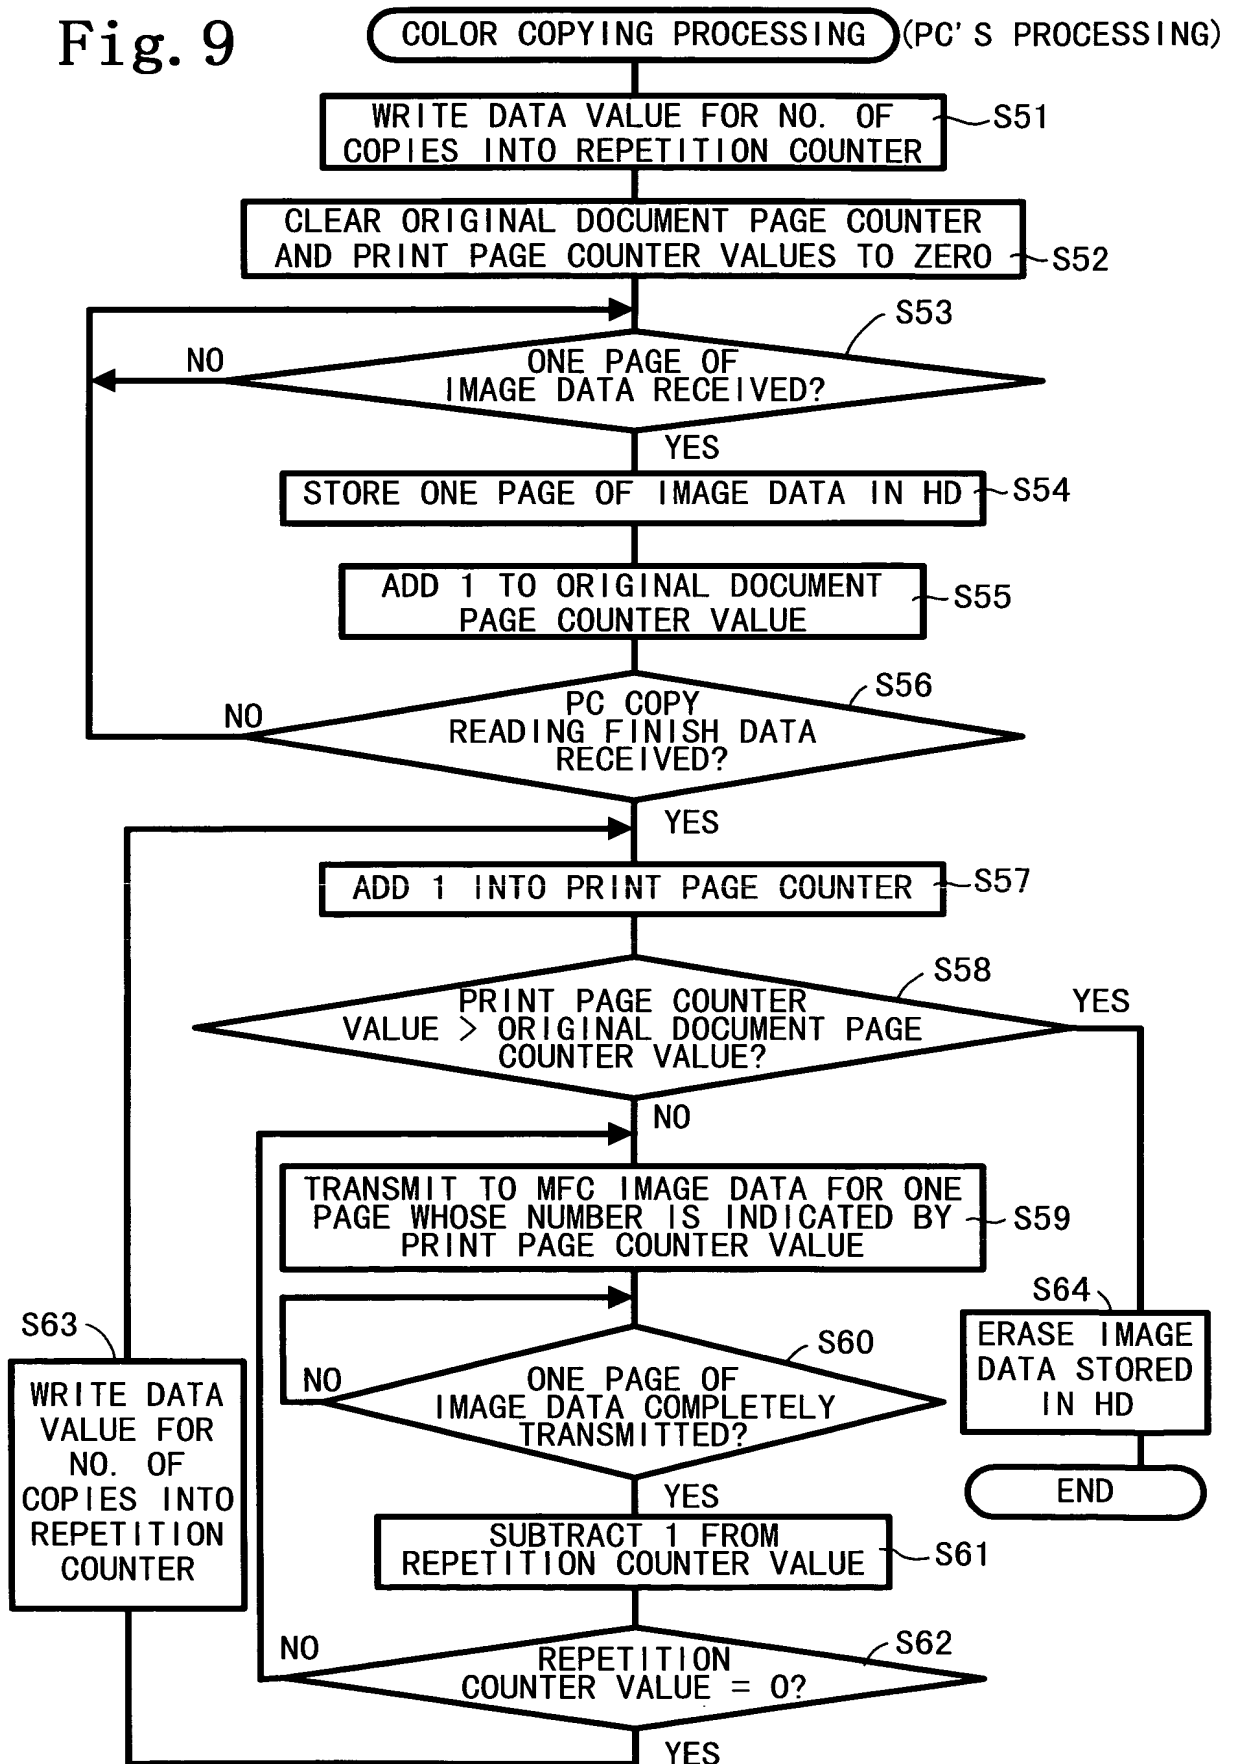 Fig. 9
COLOR COPYING PROCESSING
(PC'S PROCESSING)
WRITE DATA VALUE FOR NO. OF
COPIES INTO REPETITION COUNTER
S51
CLEAR ORIGINAL DOCUMENT PAGE COUNTER
AND PRINT PAGE COUNTER VALUES TO ZERO
S52
S53
NO
ONE PAGE OF
IMAGE DATA RECEIVED?
YES
STORE ONE PAGE OF IMAGE DATA IN HD
S54
ADD 1 TO ORIGINAL DOCUMENT
PAGE COUNTER VALUE
S55
S56
NO
PC COPY
READING FINISH DATA
RECEIVED?
YES
ADD 1 INTO PRINT PAGE COUNTER
S57
S58
PRINT PAGE COUNTER
VALUE > ORIGINAL DOCUMENT PAGE
COUNTER VALUE?
YES
NO
TRANSMIT TO MFC IMAGE DATA FOR ONE
PAGE WHOSE NUMBER IS INDICATED BY
PRINT PAGE COUNTER VALUE
S59
S64
ERASE IMAGE
DATA STORED
IN HD
END
S60
NO
ONE PAGE OF
IMAGE DATA COMPLETELY
TRANSMITTED?
YES
SUBTRACT 1 FROM
REPETITION COUNTER VALUE
S61
S62
NO
REPETITION
COUNTER VALUE = 0?
YES
S63
WRITE DATA
VALUE FOR
NO. OF
COPIES INTO
REPETITION
COUNTER